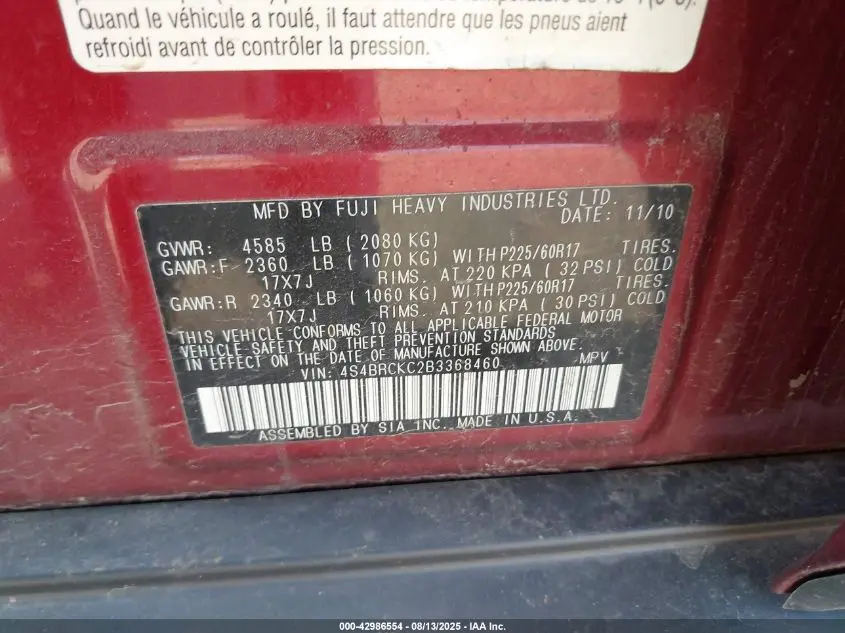 Quand le véhicule a roulé, il faut attendre que les pneus aient
refroidi avant de contrôler la pression.
MFD BY FUJI HEAVY INDUSTRIES LTD.
DATE: 11/10
GVWR: 4585 LB ( 2080 KG)
GAWR:F 2360 LB ( 1070 KG) WITH P225/60R17 TIRES.
17X7J RIMS. AT 220 KPA ( 32 PSI) COLD
GAWR:R 2340 LB ( 1060 KG) WITH P225/60R17 TIRES.
17X7J RIMS. AT 210 KPA ( 30 PSI) COLD
THIS VEHICLE CONFORMS TO ALL APPLICABLE FEDERAL MOTOR
VEHICLE SAFETY AND THEFT PREVENTION STANDARDS
IN EFFECT ON THE DATE OF MANUFACTURE SHOWN ABOVE.
VIN: 4S4BRCKC2B3368460 MPV
ASSEMBLED BY SIA INC. MADE IN U.S.A.
000-42986554 - 08/13/2025 - IAA Inc.